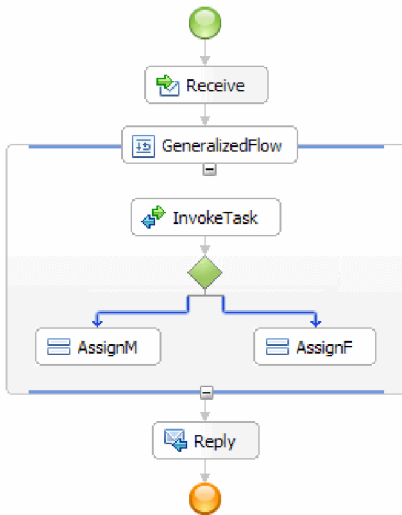 Receive
GeneralizedFlow
InvokeTask
AssignM
AssignF
Reply